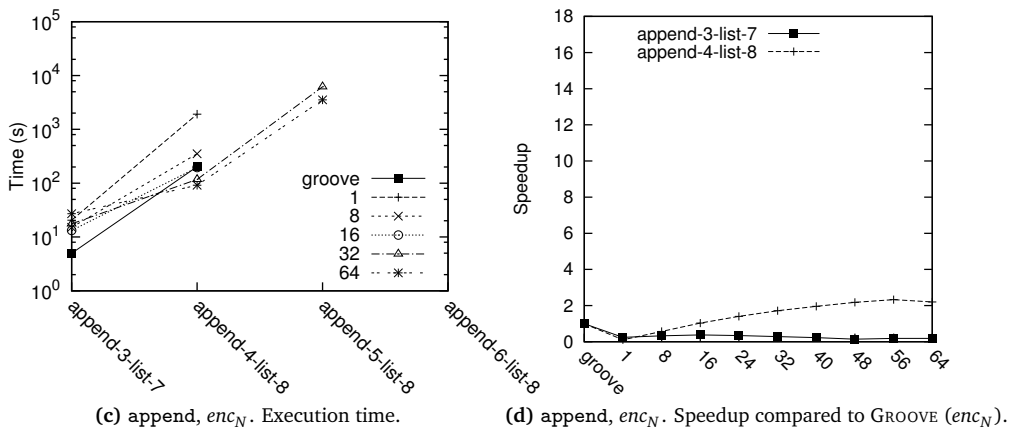 10^5
10^4
10^3
10^2
10^1
10^0
Time (s)
groove
1
8
16
32
64
append-3-list-7
append-4-list-8
append-5-list-8
append-6-list-8
(c) append, enc_N. Execution time.
18
16
14
12
10
8
6
4
2
0
Speedup
append-3-list-7
append-4-list-8
groove
1
8
16
24
32
40
48
56
64
(d) append, enc_N. Speedup compared to GROOVE (enc_N).